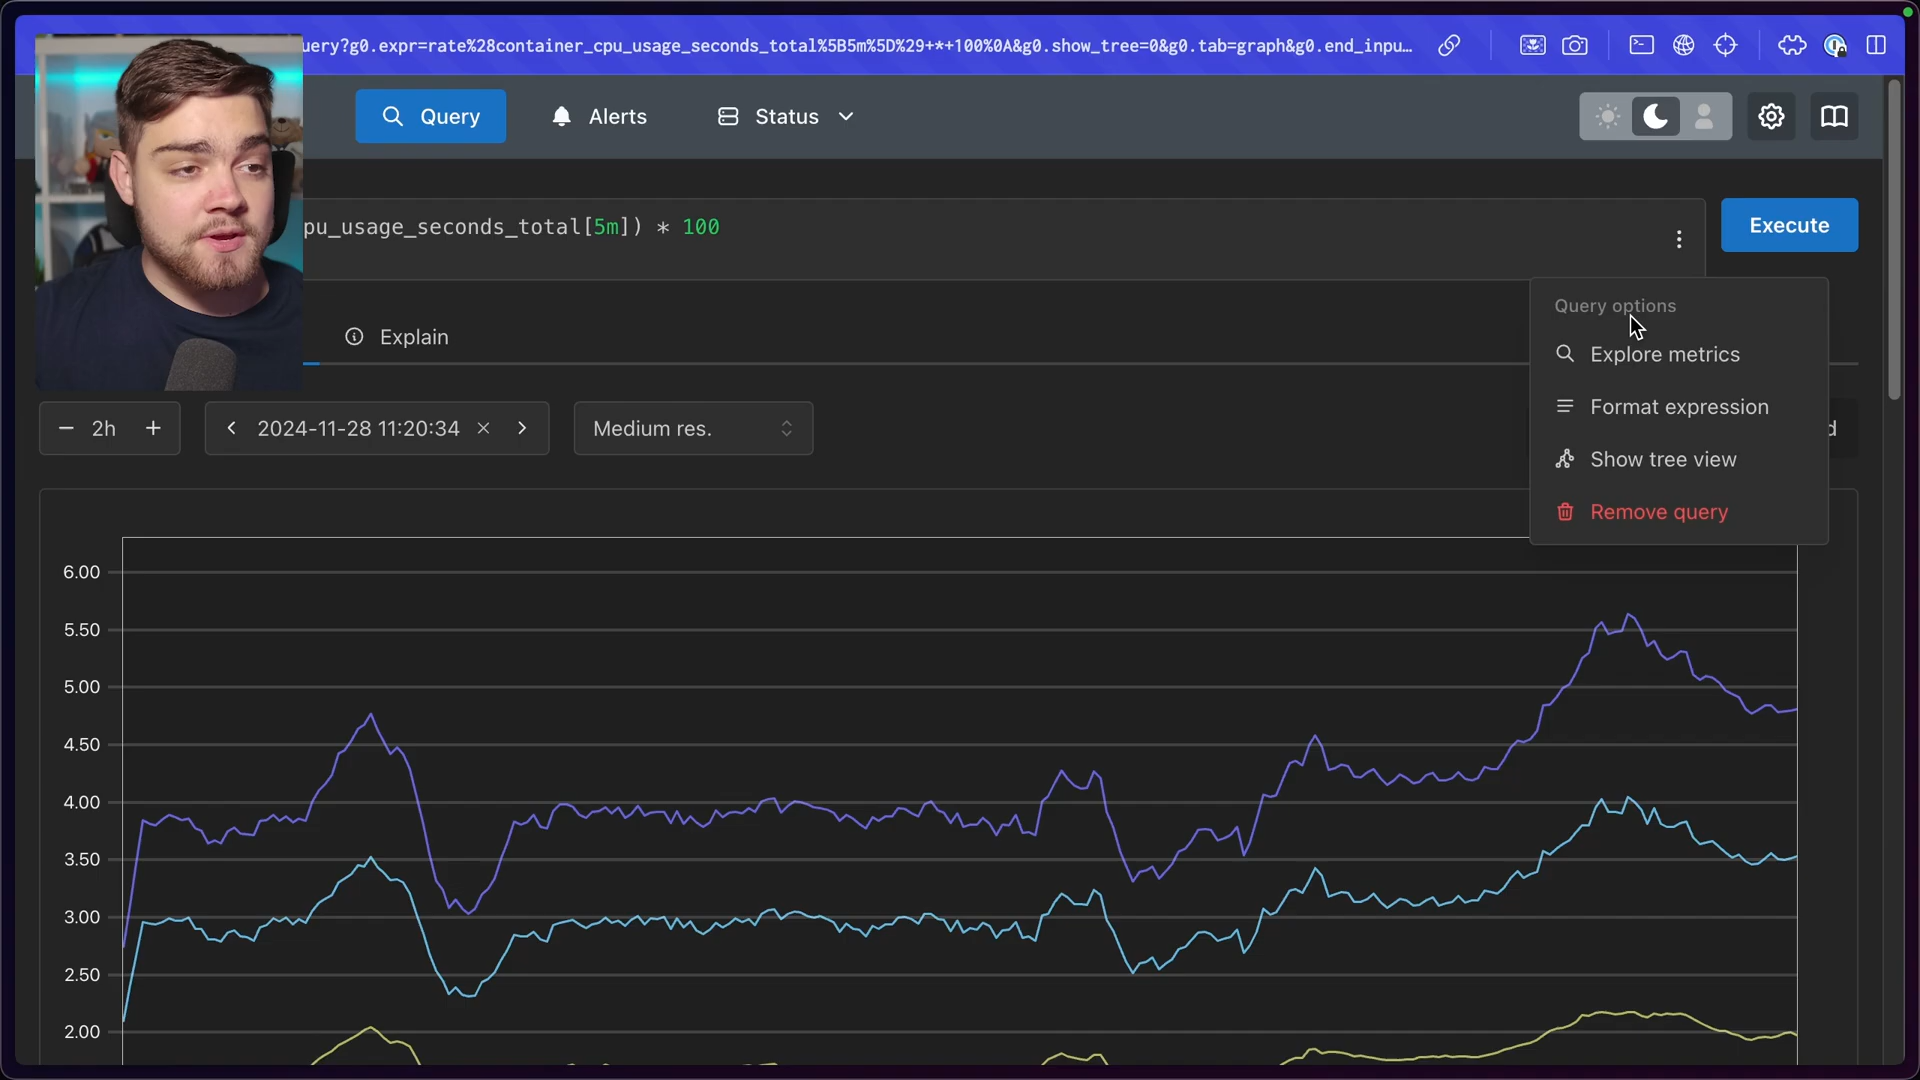 uery?g0.expr=rate%28container_cpu_usage_seconds_total%5B5m%5D%29+*+100%0A&g0.show_tree=0&g0.tab=graph&g0.end_inpu...
Query
Alerts
Status
pu_usage_seconds_total[5m]) * 100
Execute
Query options
Explore metrics
Format expression
Show tree view
Remove query
Explain
− 2h +
2024-11-28 11:20:34
Medium res.
d
6.00
5.50
5.00
4.50
4.00
3.50
3.00
2.50
2.00